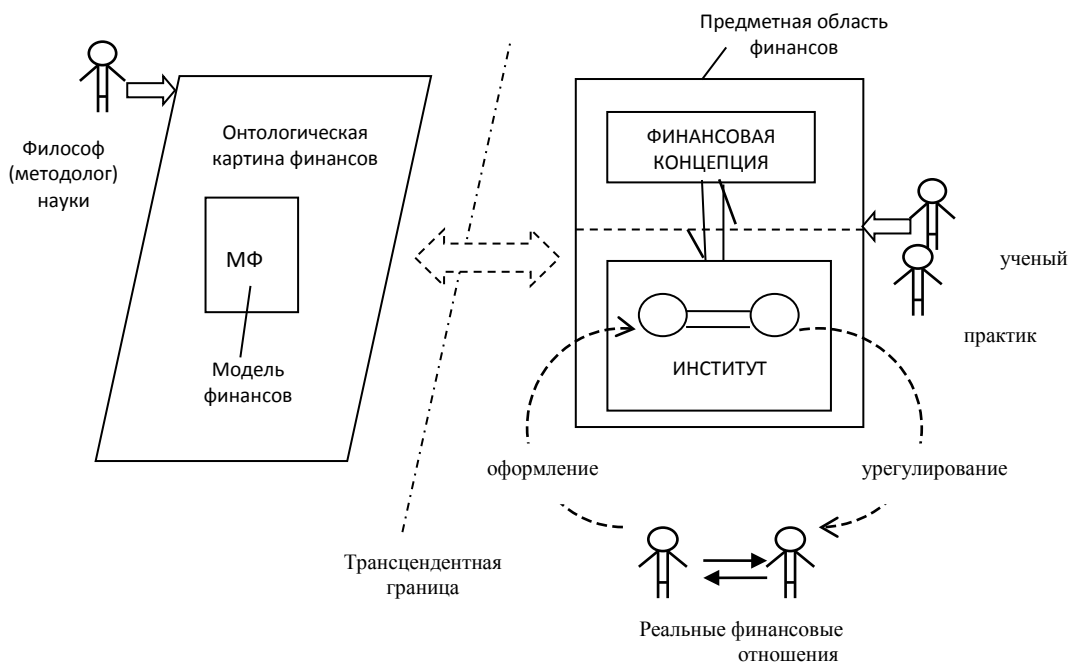 Предметная область
финансов
Философ
(методолог)
науки
Онтологическая
картина финансов
МФ
Модель
финансов
ФИНАНСОВАЯ
КОНЦЕПЦИЯ
ученый
практик
ИНСТИТУТ
оформление
урегулирование
Трансцендентная
граница
Реальные финансовые
отношения